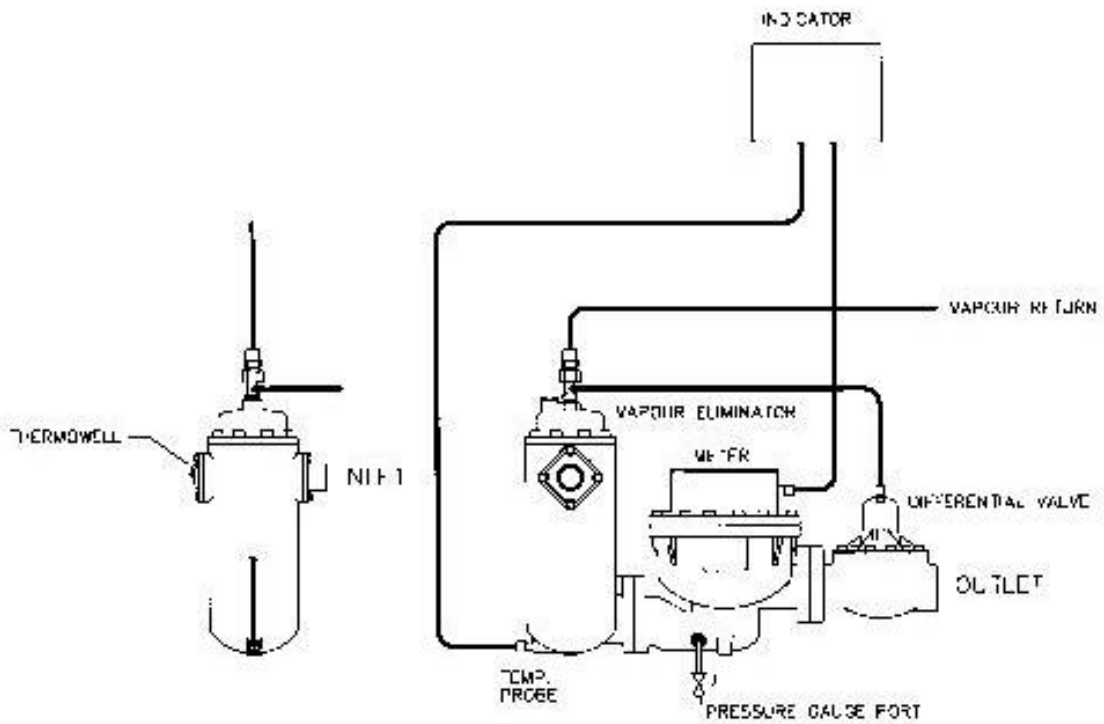 INDICATOR
VAPOUR RETURN
VAPOUR ELIMINATOR
THERMOWELL
METER
INLET
DIFFERENTIAL VALVE
OUTLET
TEMP.
PROBE
PRESSURE GAUGE PORT